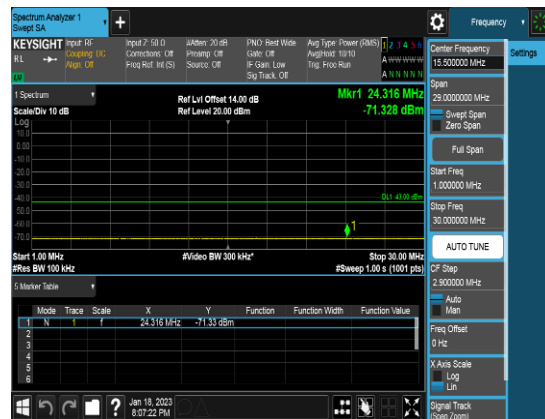 Spectrum Analyzer 1
Swept SA
+
Frequency
KEYSIGHT Input: RF
Coupling: DC
Align: Off
RL
Input Z: 50 Ω
Corrections: Off
Freq Ref: Int (S)
#Atten: 20 dB
Preamp: Off
Source: Off
PNO: Best Wide
Gate: Off
IF Gain: Low
Sig Track: Off
Avg Type: Power (RMS)
Avg|Hold: 10/10
Trig: Free Run
1 2 3 4 5 6
A W W W W W
A N N N N N
Center Frequency
15.500000 MHz
Settings
Span
29.0000000 MHz
Swept Span
Zero Span
Full Span
Start Freq
1.000000 MHz
Stop Freq
30.000000 MHz
AUTO TUNE
CF Step
2.900000 MHz
Auto
Man
Freq Offset
0 Hz
X Axis Scale
Log
Lin
Signal Track
(Span Zoom)
1 Spectrum
Scale/Div 10 dB
Log
Ref Lvl Offset 14.00 dB
Ref Level 20.00 dBm
Mkr1 24.316 MHz
-71.328 dBm
10.0
0.00
-10.0
-20.0
-30.0
-40.0
-50.0
-60.0
-70.0
DL1 -43.00 dBm
1
Start 1.00 MHz
#Res BW 100 kHz
#Video BW 300 kHz*
Stop 30.00 MHz
#Sweep 1.00 s (1001 pts)
5 Marker Table
Mode Trace Scale X Y Function Function Width Function Value
1 N 1 f 24.316 MHz -71.33 dBm
2
3
4
5
6
?
Jan 18, 2023
8:07:22 PM